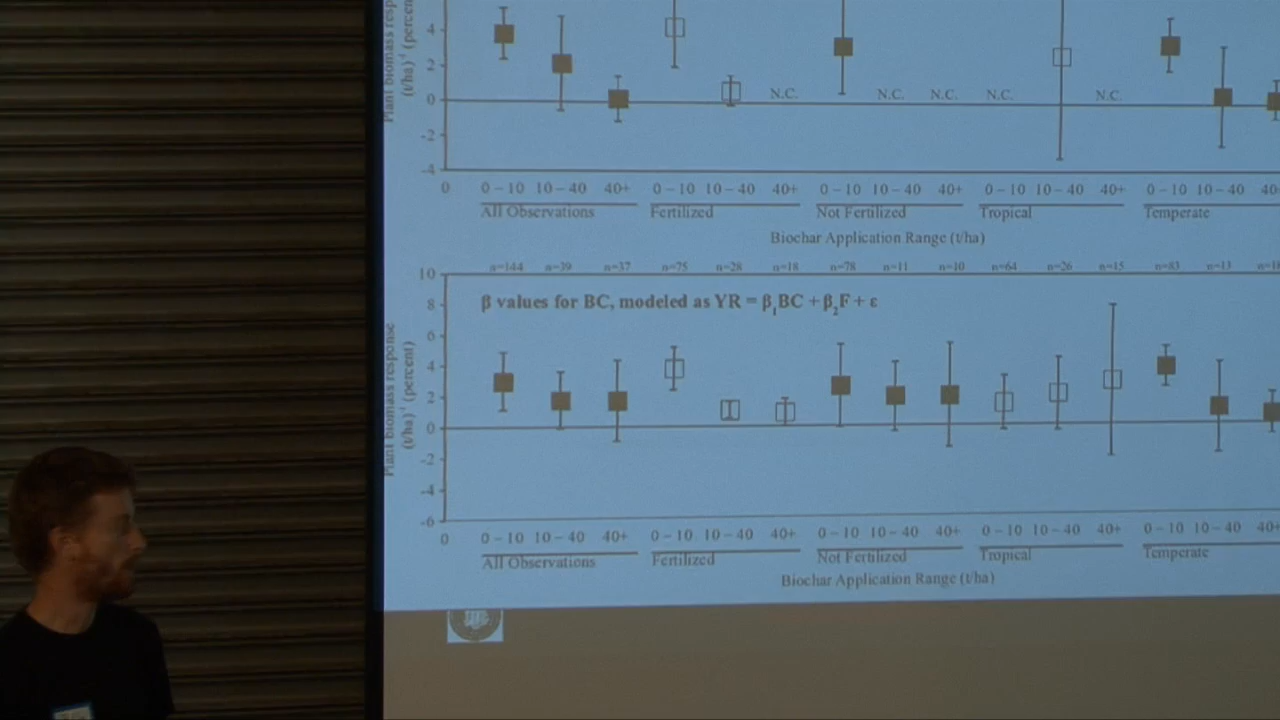 Plant biomass resp
(t/ha)⁻¹ (percen
4
2
0
-2
-4
N.C. N.C. N.C. N.C. N.C.
0 0 – 10 10 – 40 40+ 0 – 10 10 – 40 40+ 0 – 10 10 – 40 40+ 0 – 10 10 – 40 40+ 0 – 10 10 – 40 40
All Observations Fertilized Not Fertilized Tropical Temperate
Biochar Application Range (t/ha)
n=144 n=39 n=37 n=75 n=28 n=18 n=78 n=11 n=10 n=64 n=26 n=15 n=83 n=13
β values for BC, modeled as YR = β₁BC + β₂F + ε
Plant biomass response
(t/ha)⁻¹ (percent)
10
8
6
4
2
0
-2
-4
-6
0 0 – 10 10 – 40 40+ 0 – 10 10 – 40 40+ 0 – 10 10 – 40 40+ 0 – 10 10 – 40 40+ 0 – 10 10 – 40 40+
All Observations Fertilized Not Fertilized Tropical Temperate
Biochar Application Range (t/ha)